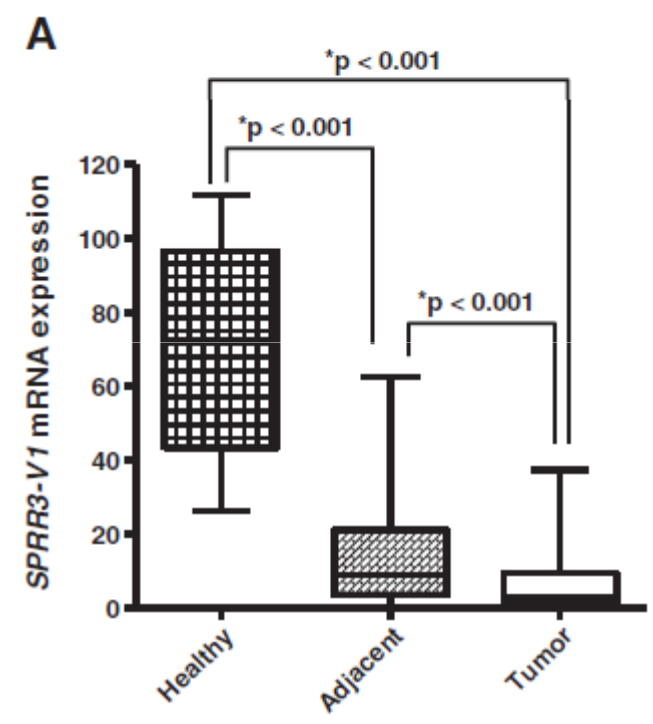 A
*p < 0.001
*p < 0.001
*p < 0.001
SPRR3-V1 mRNA expression
120
100
80
60
40
20
0
Healthy
Adjacent
Tumor